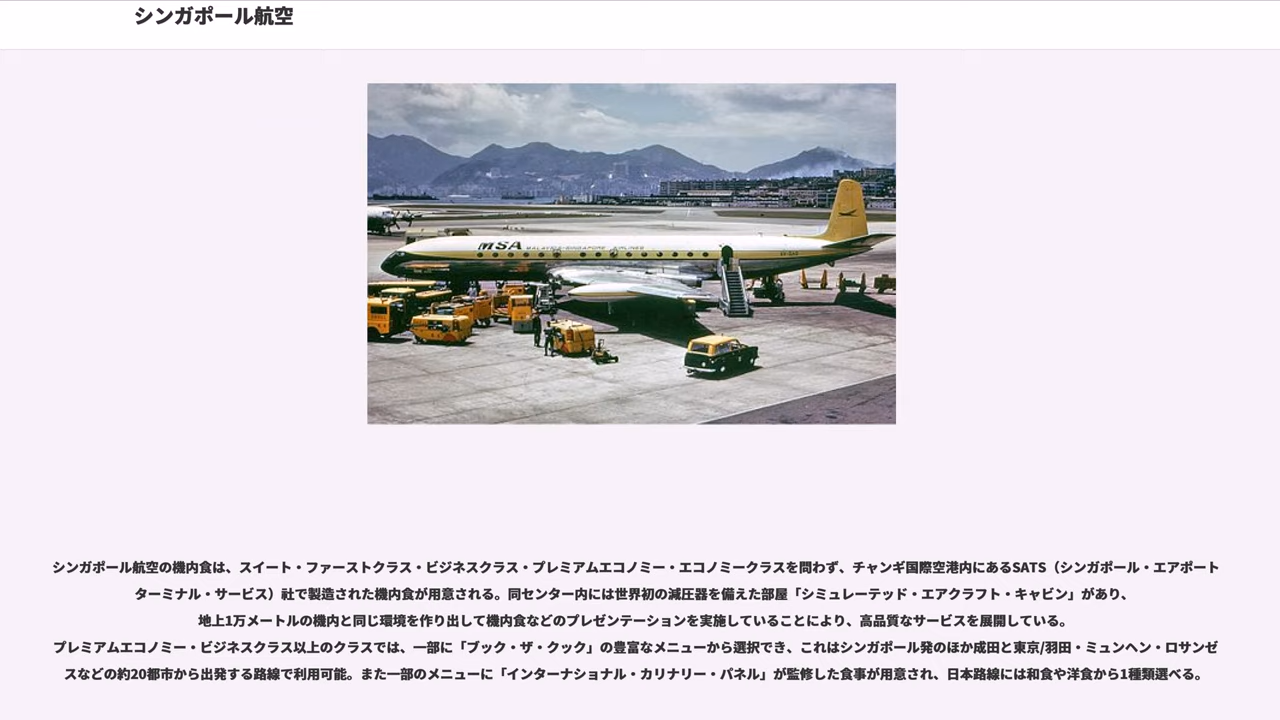 シンガポール航空
MSA MALAYSIA-SINGAPORE AIRLINES
シンガポール航空の機内食は、スイート・ファーストクラス・ビジネスクラス・プレミアムエコノミー・エコノミークラスを問わず、チャンギ国際空港内にあるSATS（シンガポール・エアポート
ターミナル・サービス）社で製造された機内食が用意される。同センター内には世界初の減圧器を備えた部屋「シミュレーテッド・エアクラフト・キャビン」があり、
地上1万メートルの機内と同じ環境を作り出して機内食などのプレゼンテーションを実施していることにより、高品質なサービスを展開している。
プレミアムエコノミー・ビジネスクラス以上のクラスでは、一部に「ブック・ザ・クック」の豊富なメニューから選択でき、これはシンガポール発のほか成田と東京/羽田・ミュンヘン・ロサンゼ
スなどの約20都市から出発する路線で利用可能。また一部のメニューに「インターナショナル・カリナリー・パネル」が監修した食事が用意され、日本路線には和食や洋食から1種類選べる。